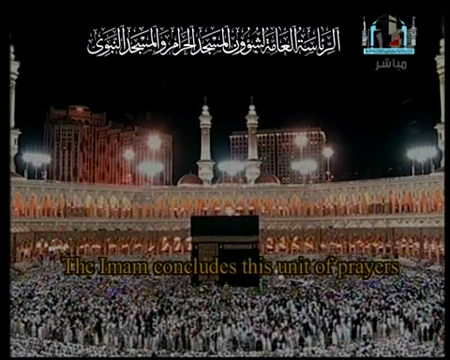 الرئاسة العامة لشؤون المسجد الحرام والمسجد النبوي
مباشر
The Imam concludes this unit of prayers